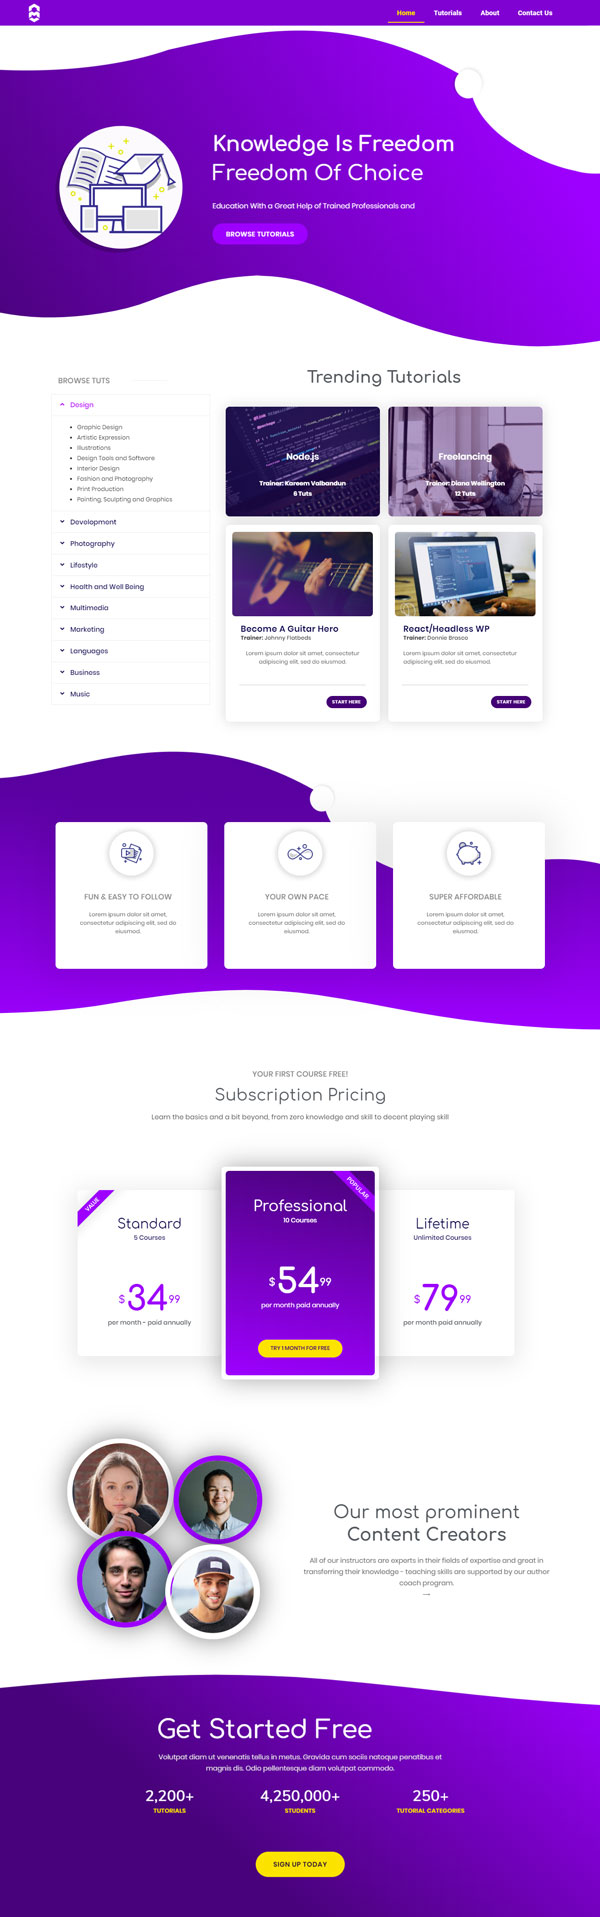 Home Tutorials About Contact Us
Knowledge Is Freedom
Freedom Of Choice
Education With a Great Help of Trained Professionals and
BROWSE TUTORIALS
BROWSE TUTS
Design
Graphic Design
Artistic Expression
Illustrations
Design Tools and Software
Interior Design
Fashion and Photography
Print Production
Painting, Sculpting and Graphics
Development
Photography
Lifestyle
Health and Well Being
Multimedia
Marketing
Languages
Business
Music
Trending Tutorials
Node.js
Trainer: Kareem Valbandun
6 Tuts
Freelancing
Trainer: Diana Wellington
12 Tuts
Become A Guitar Hero
Trainer: Johnny Flatbeds
Lorem ipsum dolor sit amet, consectetur
adipiscing elit, sed do eiusmod.
START HERE
React/Headless WP
Trainer: Donnie Brasco
Lorem ipsum dolor sit amet, consectetur
adipiscing elit, sed do eiusmod.
START HERE
FUN & EASY TO FOLLOW
Lorem ipsum dolor sit amet,
consectetur adipiscing elit, sed do
eiusmod.
YOUR OWN PACE
Lorem ipsum dolor sit amet,
consectetur adipiscing elit, sed do
eiusmod.
SUPER AFFORDABLE
Lorem ipsum dolor sit amet,
consectetur adipiscing elit, sed do
eiusmod.
YOUR FIRST COURSE FREE!
Subscription Pricing
Learn the basics and a bit beyond, from zero knowledge and skill to decent playing skill
VALUE
Standard
5 Courses
$34.99
per month - paid annually
POPULAR
Professional
10 Courses
$54.99
per month paid annually
TRY 1 MONTH FOR FREE
Lifetime
Unlimited Courses
$79.99
per month paid annually
Our most prominent
Content Creators
All of our instructors are experts in their fields of expertise and great in
transferring their knowledge - teaching skills are supported by our author
coach program.
Get Started Free
Volutpat diam ut venenatis tellus in metus. Gravida cum sociis natoque penatibus et
magnis dis. Odio pellentesque diam volutpat commodo.
2,200+
TUTORIALS
4,250,000+
STUDENTS
250+
TUTORIAL CATEGORIES
SIGN UP TODAY